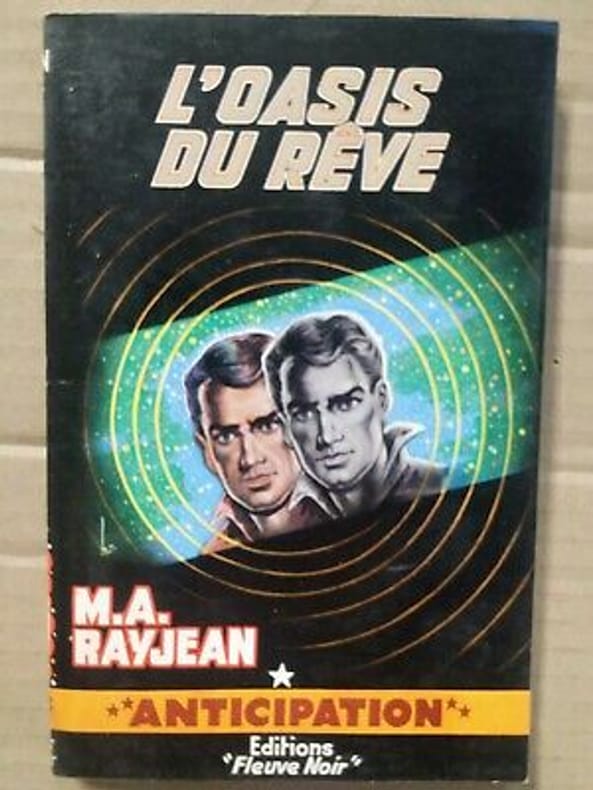 L'OASIS
DU RÊVE
M.A.
RAYJEAN
ANTICIPATION
Editions
"Fleuve Noir"